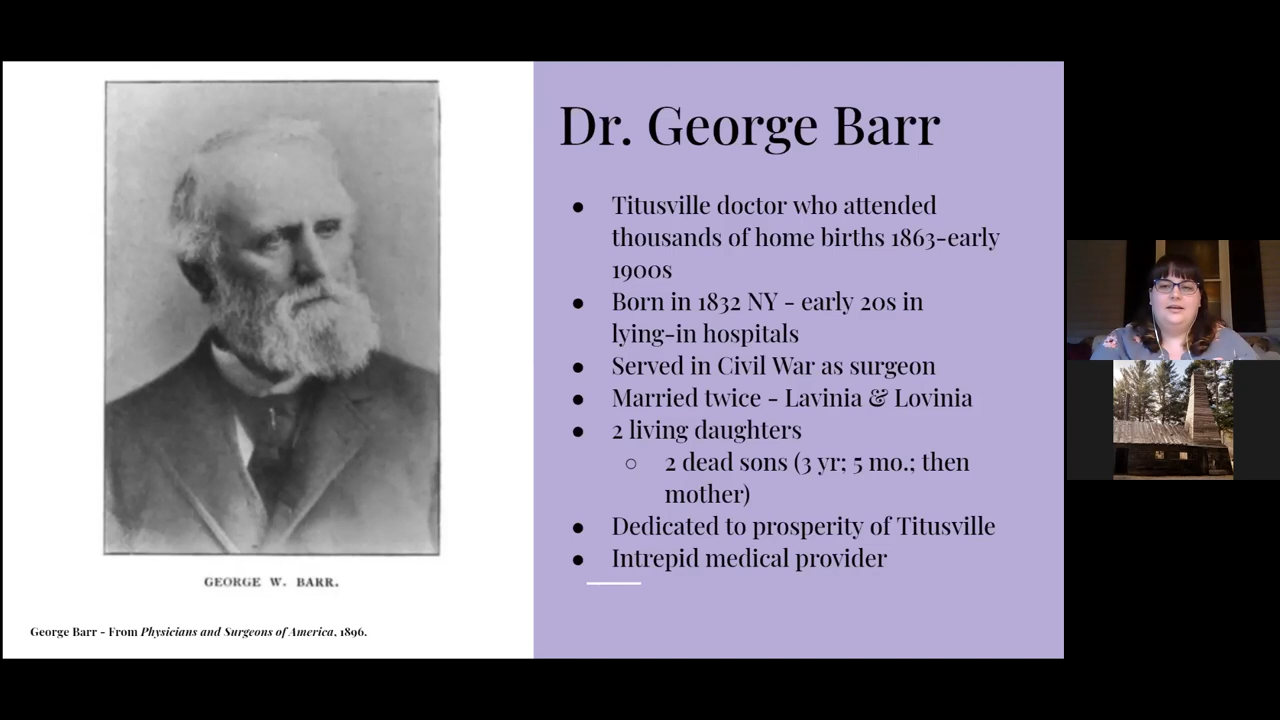 Dr. George Barr
● Titusville doctor who attended
thousands of home births 1863-early
1900s
● Born in 1832 NY - early 20s in
lying-in hospitals
● Served in Civil War as surgeon
● Married twice - Lavinia & Lovinia
● 2 living daughters
○ 2 dead sons (3 yr; 5 mo.; then
mother)
● Dedicated to prosperity of Titusville
● Intrepid medical provider
GEORGE W. BARR.
George Barr - From Physicians and Surgeons of America, 1896.